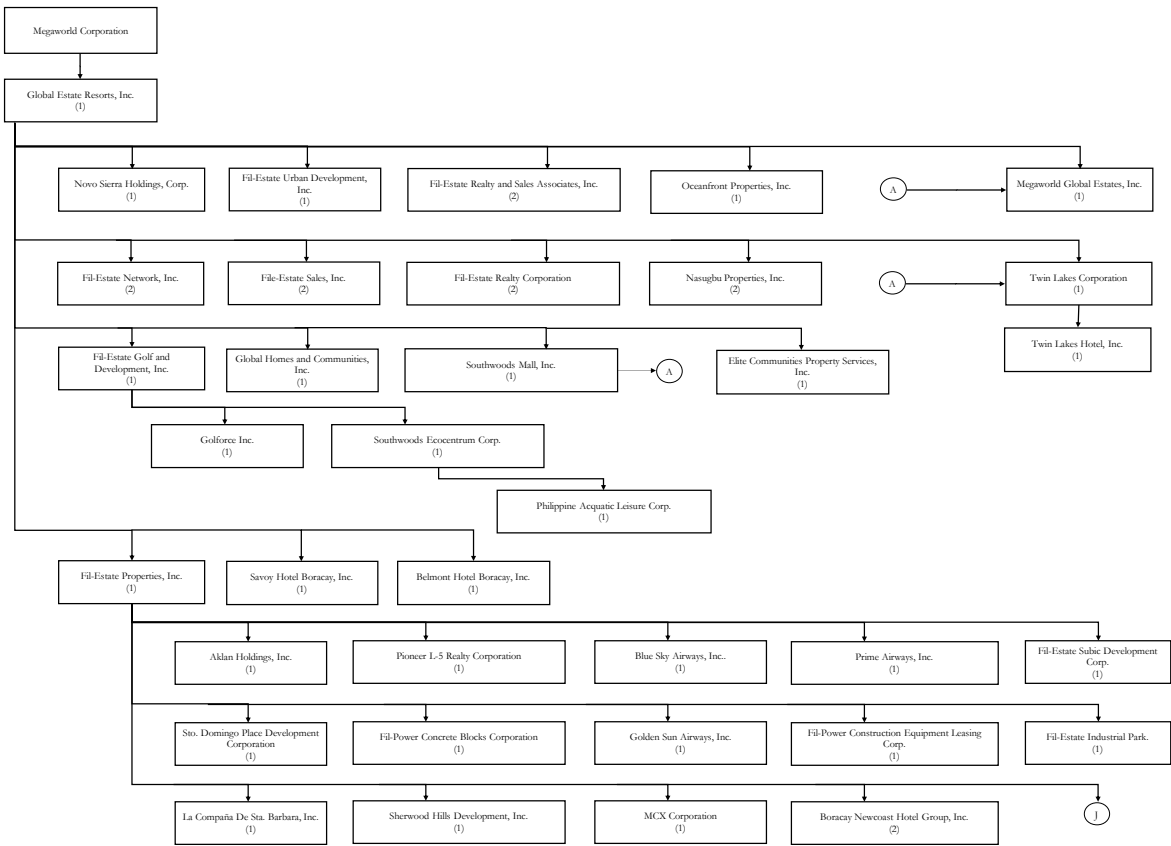 Megaworld Corporation
Global Estate Resorts, Inc.
(1)
Novo Sierra Holdings, Corp.
(1)
Fil-Estate Urban Development,
Inc.
(1)
Fil-Estate Realty and Sales Associates, Inc.
(2)
Oceanfront Properties, Inc.
(1)
A
Megaworld Global Estates, Inc.
(1)
Fil-Estate Network, Inc.
(2)
File-Estate Sales, Inc.
(2)
Fil-Estate Realty Corporation
(2)
Nasugbu Properties, Inc.
(2)
A
Twin Lakes Corporation
(1)
Twin Lakes Hotel, Inc.
(1)
Fil-Estate Golf and
Development, Inc.
(1)
Global Homes and Communities,
Inc.
(1)
Southwoods Mall, Inc.
(1)
A
Elite Communities Property Services,
Inc.
(1)
Golforce Inc.
(1)
Southwoods Ecocentrum Corp.
(1)
Philippine Acquatic Leisure Corp.
(1)
Fil-Estate Properties, Inc.
(1)
Savoy Hotel Boracay, Inc.
(1)
Belmont Hotel Boracay, Inc.
(1)
Aklan Holdings, Inc.
(1)
Pioneer L-5 Realty Corporation
(1)
Blue Sky Airways, Inc..
(1)
Prime Airways, Inc.
(1)
Fil-Estate Subic Development
Corp.
(1)
Sto. Domingo Place Development
Corporation
(1)
Fil-Power Concrete Blocks Corporation
(1)
Golden Sun Airways, Inc.
(1)
Fil-Power Construction Equipment Leasing
Corp.
(1)
Fil-Estate Industrial Park.
(1)
La Compaña De Sta. Barbara, Inc.
(1)
Sherwood Hills Development, Inc.
(1)
MCX Corporation
(1)
Boracay Newcoast Hotel Group, Inc.
(2)
J